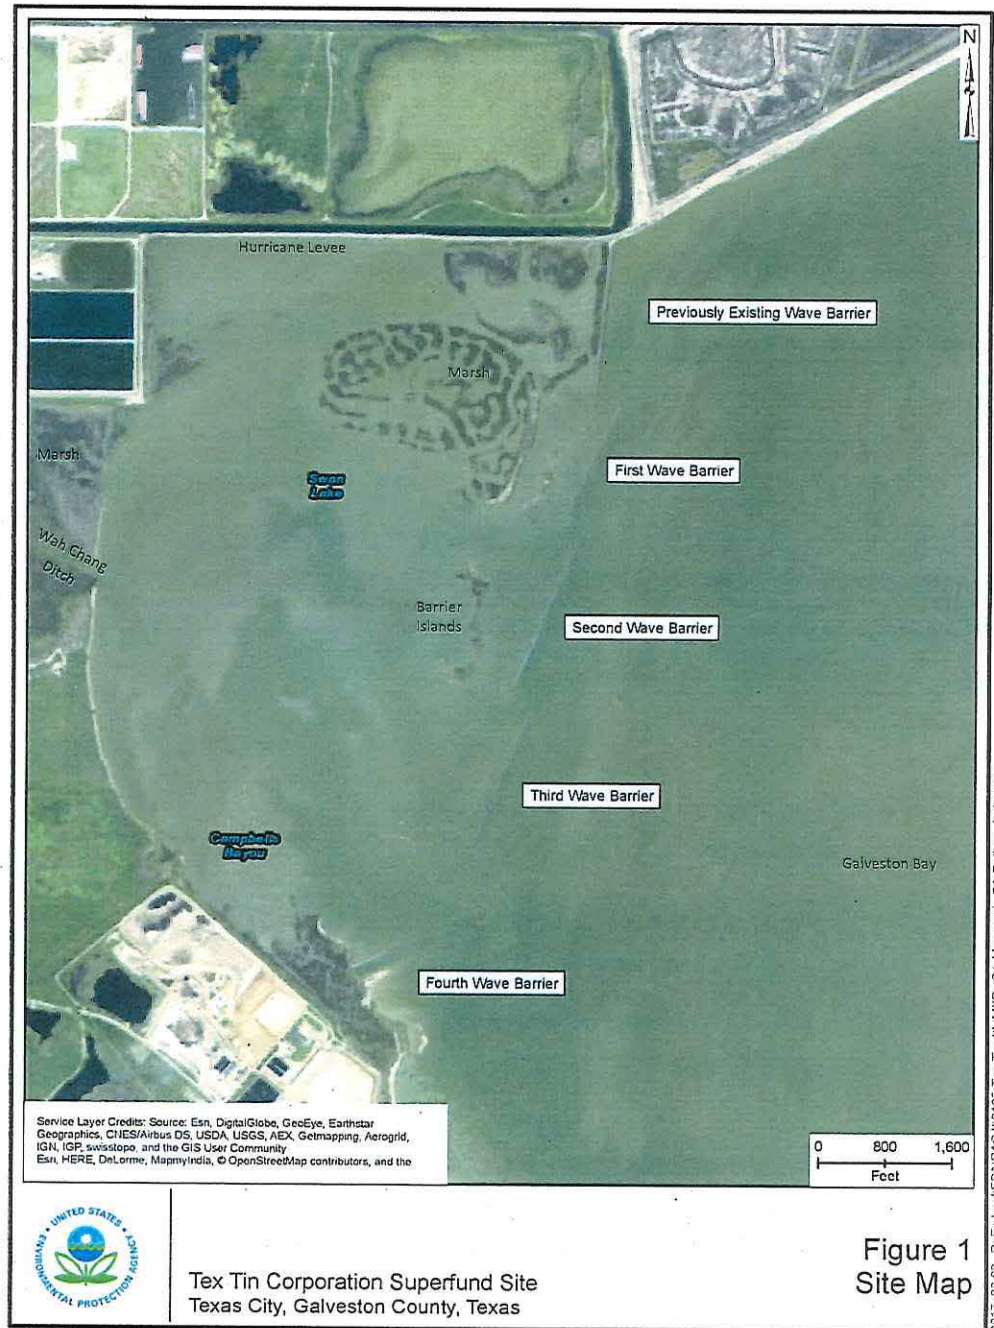 N
Hurricane Levee
Previously Existing Wave Barrier
Marsh
First Wave Barrier
Marsh
Swan
Lake
Wah Chang
Ditch
Barrier
Islands
Second Wave Barrier
Third Wave Barrier
Campbells
Bayou
Galveston Bay
Fourth Wave Barrier
Service Layer Credits: Source: Esri, DigitalGlobe, GeoEye, Earthstar
Geographics, CNES/Airbus DS, USDA, USGS, AEX, Getmapping, Aerogrid,
IGN, IGP, swisstopo, and the GIS User Community
Esri, HERE, DeLorme, MapmyIndia, © OpenStreetMap contributors, and the
0 800 1,600
Feet
UNITED STATES
ENVIRONMENTAL PROTECTION AGENCY
Tex Tin Corporation Superfund Site
Texas City, Galveston County, Texas
Figure 1
Site Map